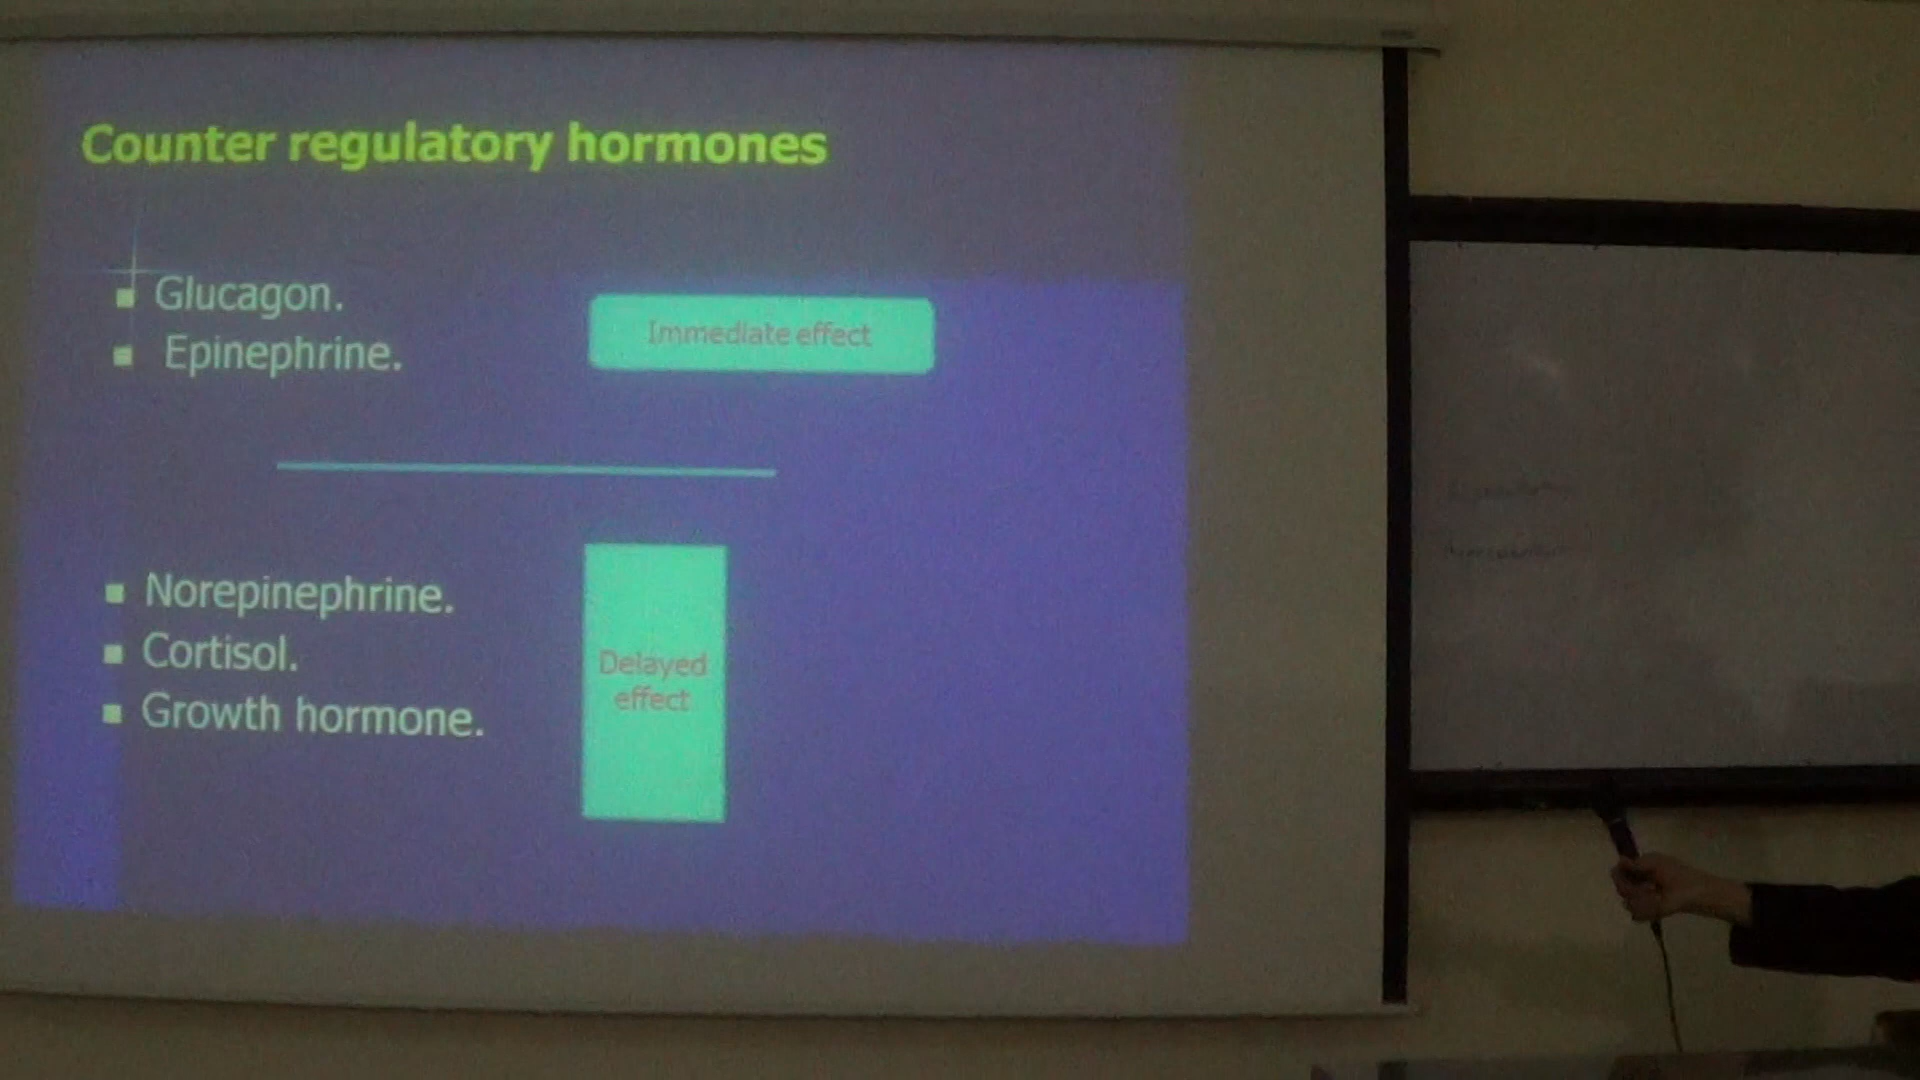 Counter regulatory hormones
▪ Glucagon.
▪ Epinephrine.
Immediate effect
▪ Norepinephrine.
▪ Cortisol.
▪ Growth hormone.
Delayed
effect